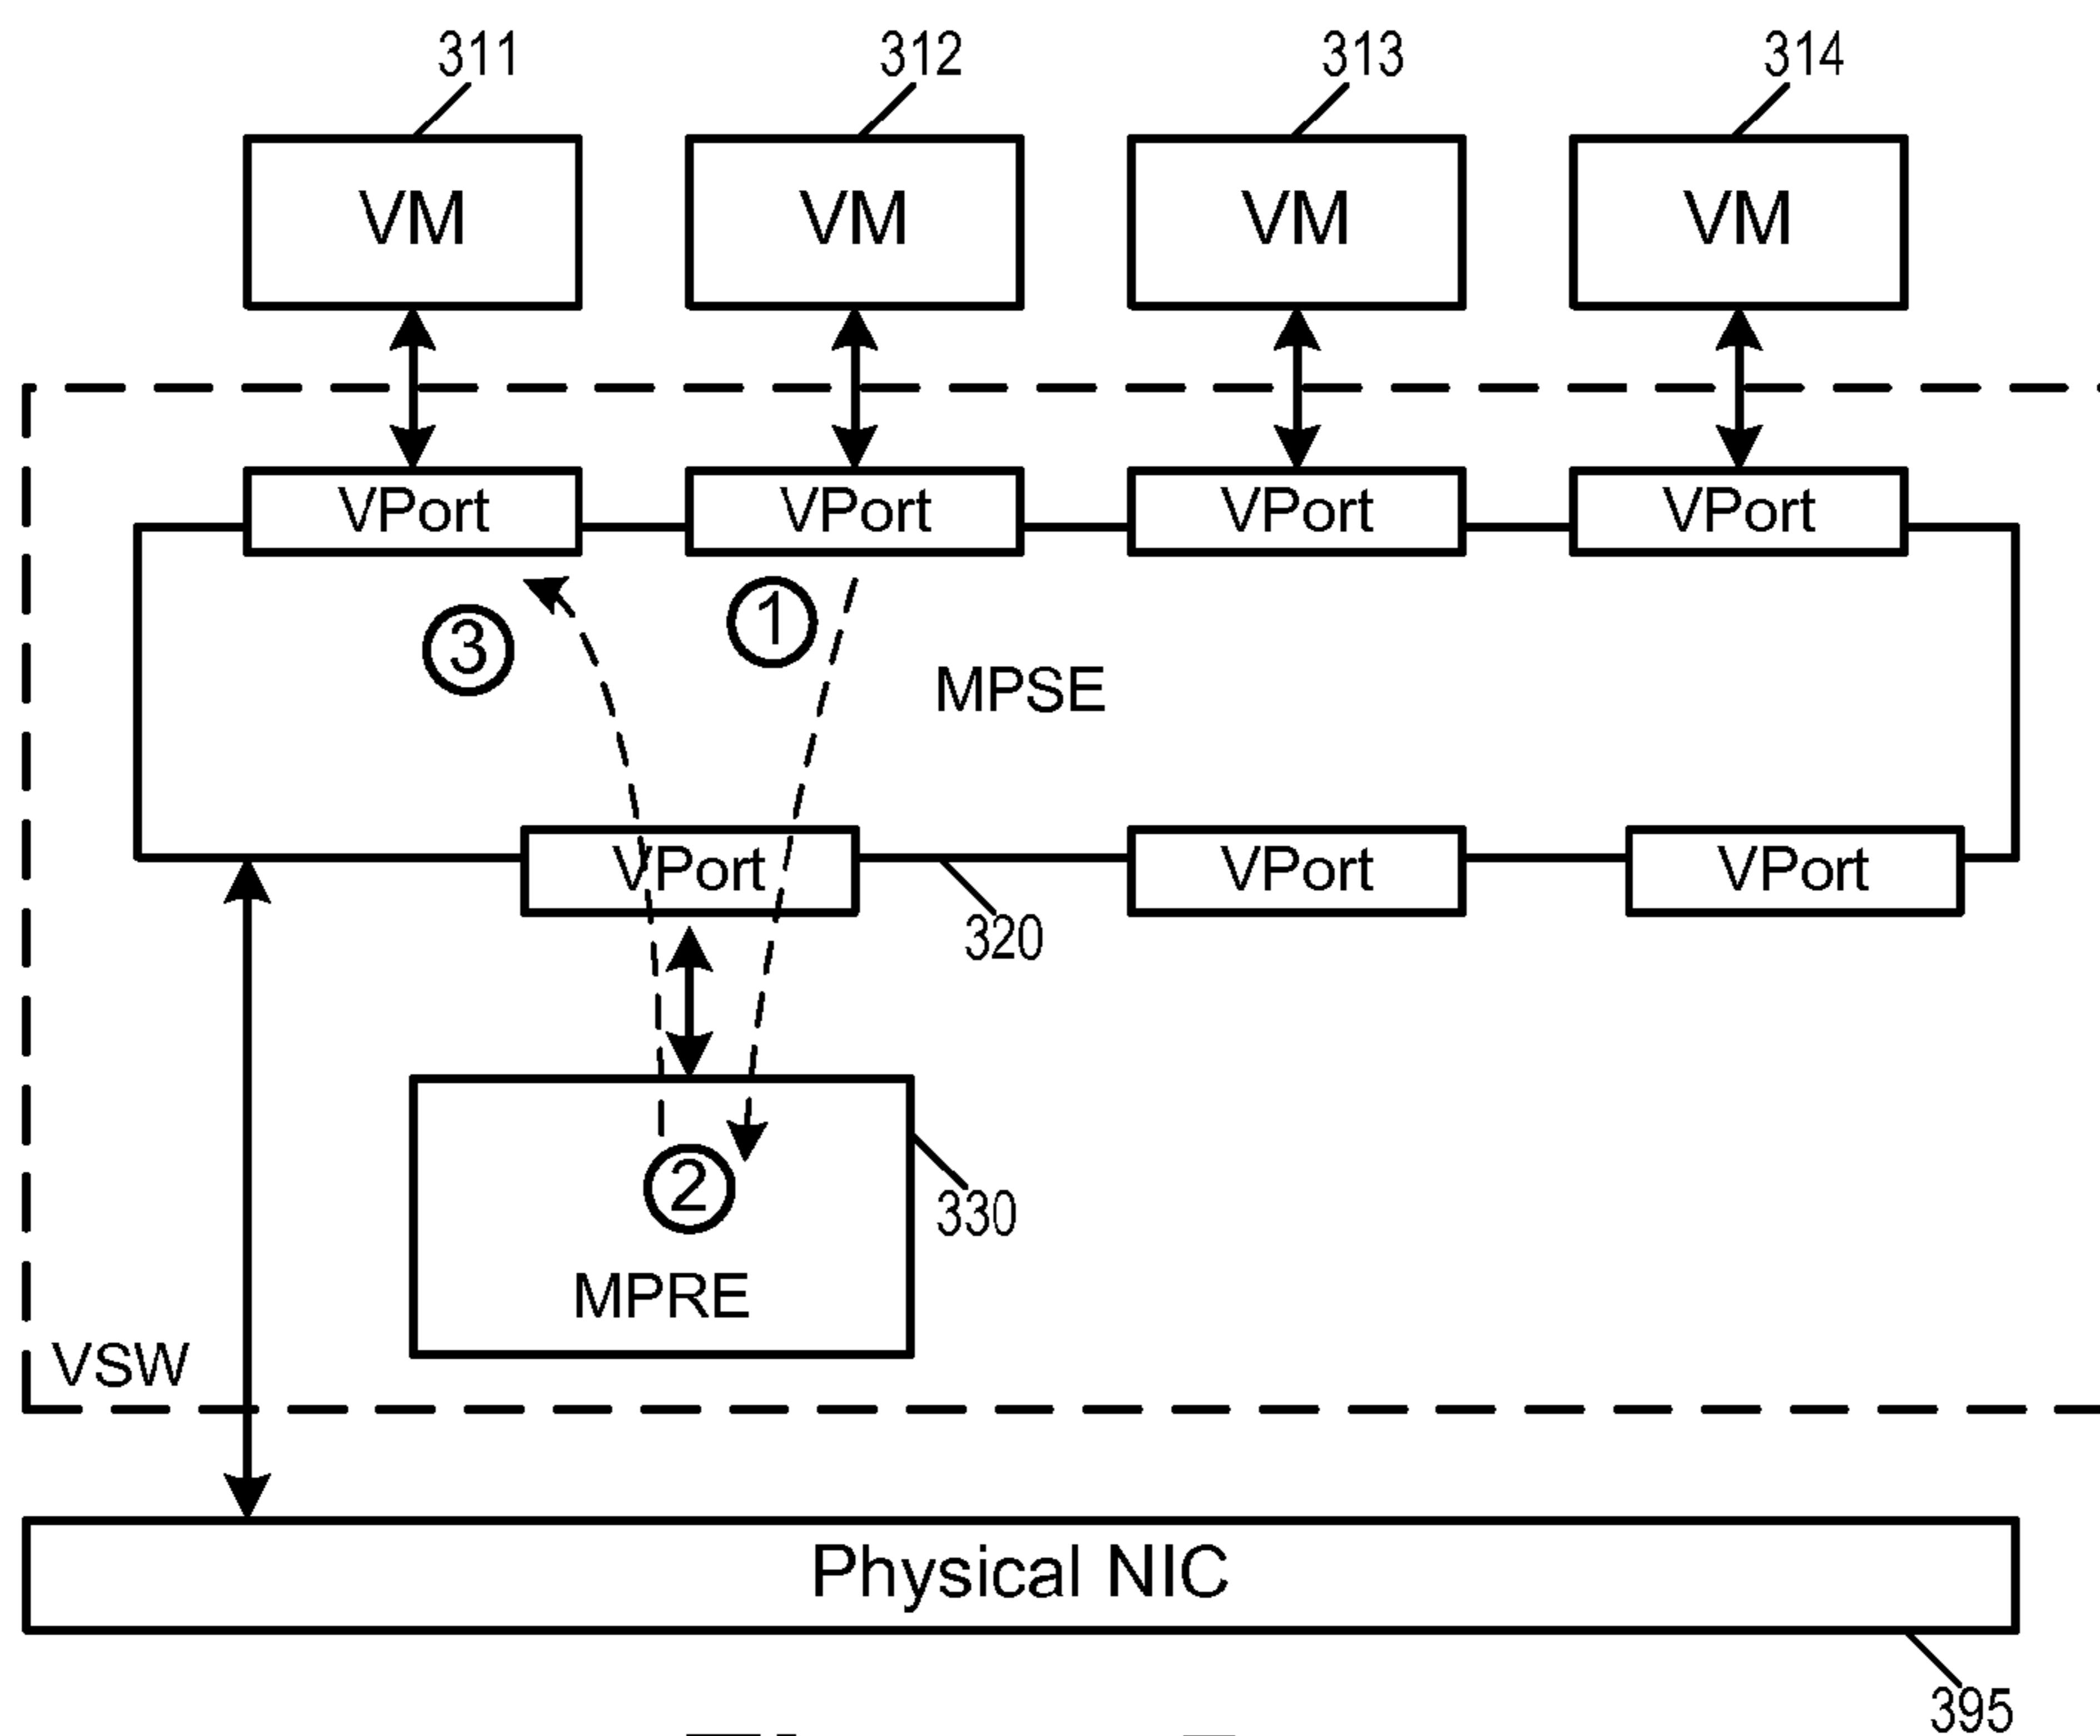 311 312 313 314
VM VM VM VM
VPort VPort VPort VPort
3 1
MPSE
VPort VPort VPort
320
2
330
MPRE
VSW
Physical NIC
395